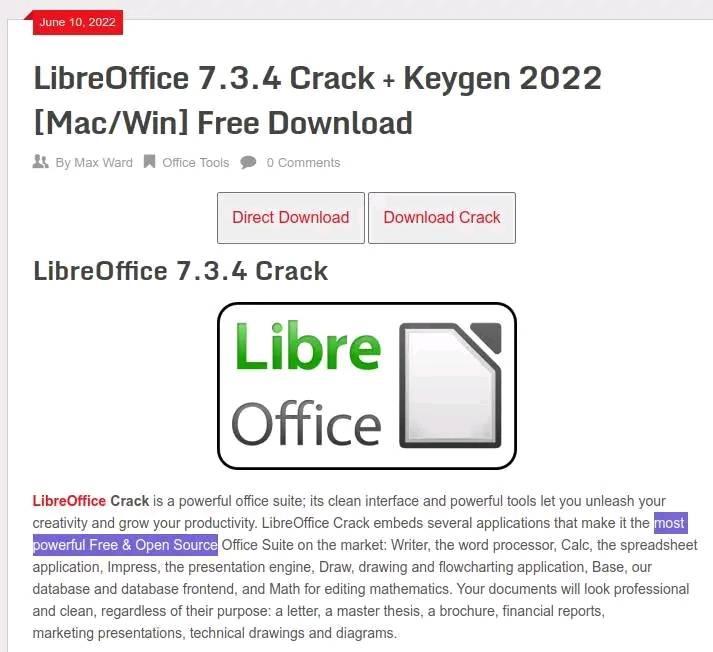 June 10, 2022
LibreOffice 7.3.4 Crack + Keygen 2022
[Mac/Win] Free Download
By Max Ward Office Tools 0 Comments
Direct Download Download Crack
LibreOffice 7.3.4 Crack
Libre
Office
LibreOffice Crack is a powerful office suite; its clean interface and powerful tools let you unleash your
creativity and grow your productivity. LibreOffice Crack embeds several applications that make it the most
powerful Free & Open Source Office Suite on the market: Writer, the word processor, Calc, the spreadsheet
application, Impress, the presentation engine, Draw, drawing and flowcharting application, Base, our
database and database frontend, and Math for editing mathematics. Your documents will look professional
and clean, regardless of their purpose: a letter, a master thesis, a brochure, financial reports,
marketing presentations, technical drawings and diagrams.